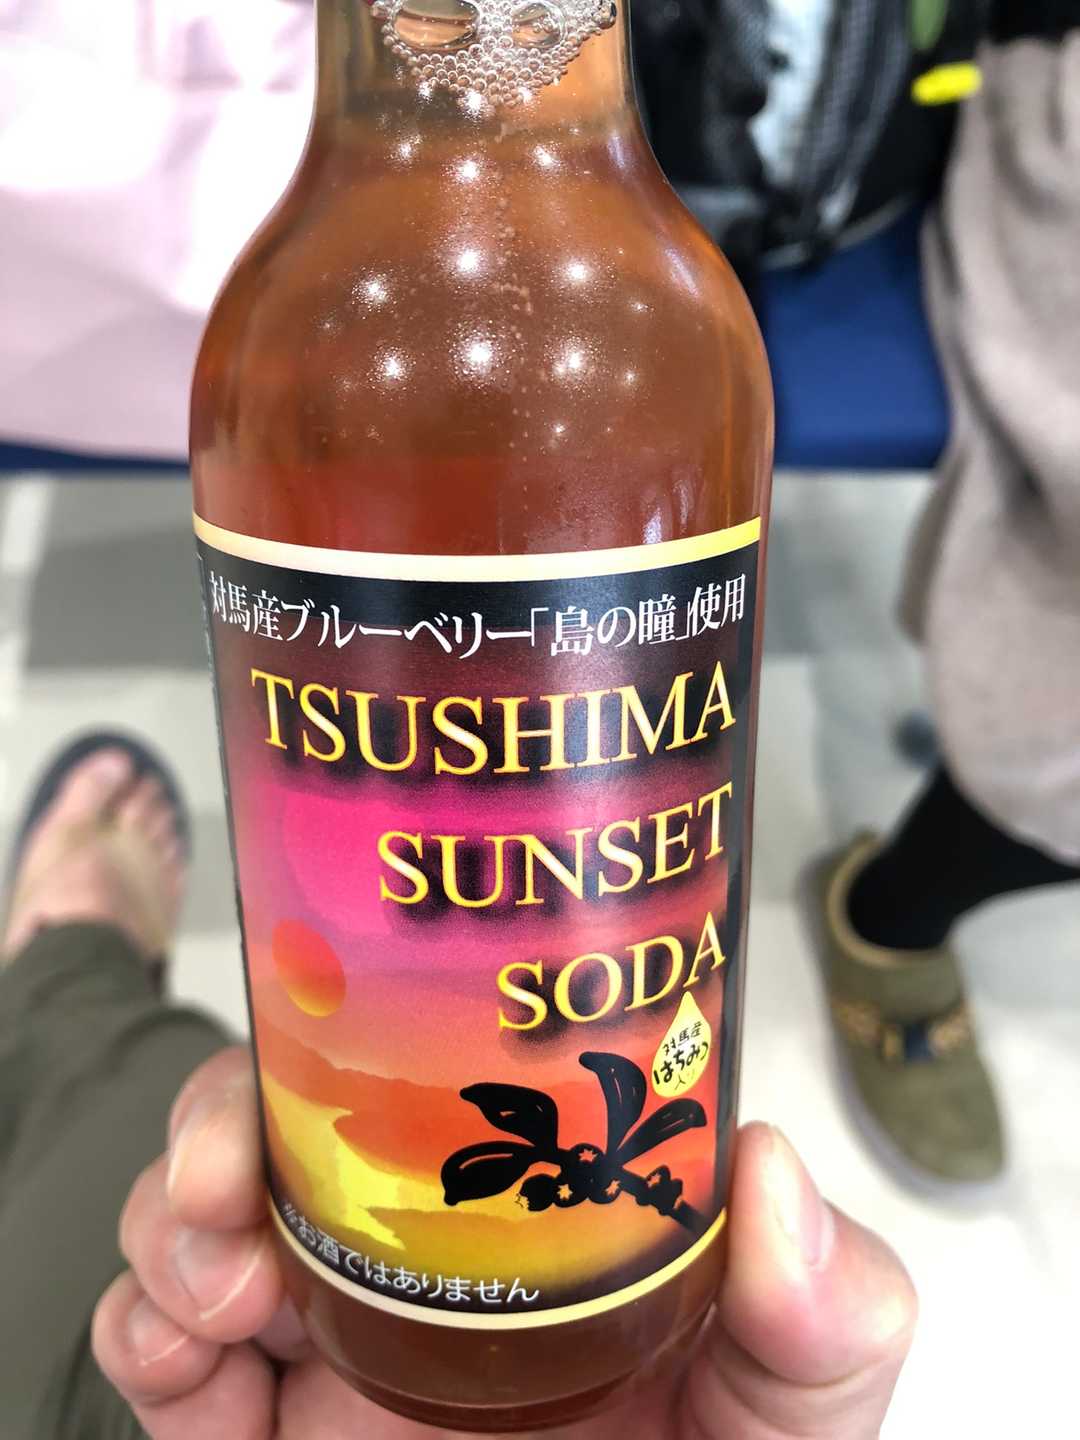 対馬産ブルーベリー「島の瞳」使用
TSUSHIMA
SUNSET
SODA
対馬産
はちみつ
入り
※お酒ではありません